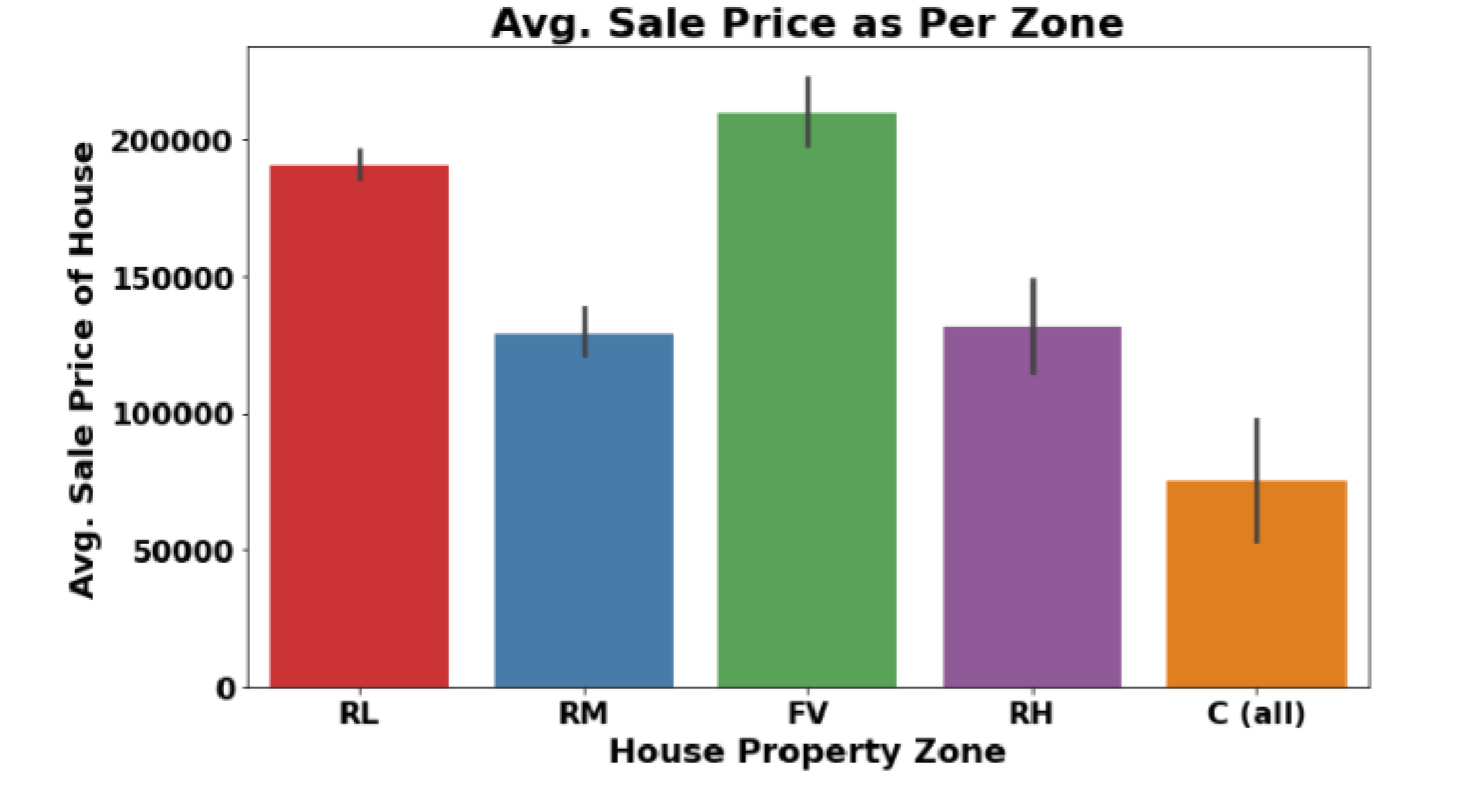 Avg. Sale Price as Per Zone
Avg. Sale Price of House
200000
150000
100000
50000
0
RL RM FV RH C (all)
House Property Zone